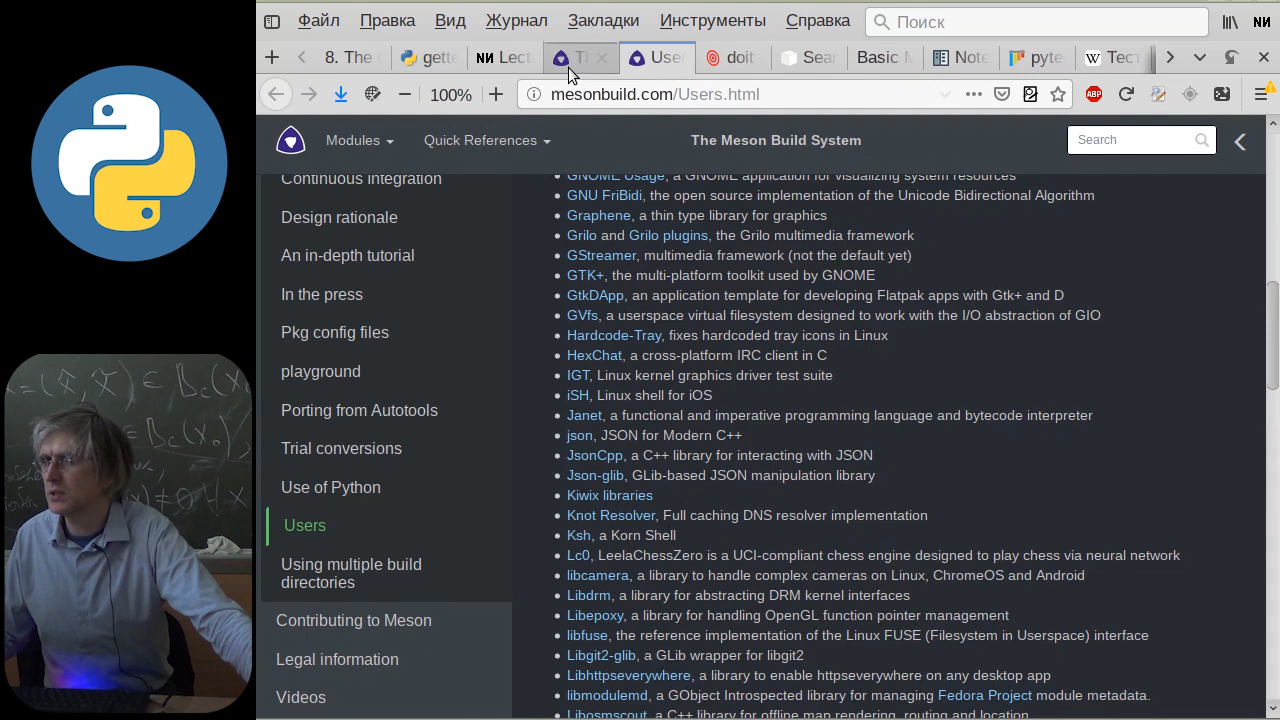 Файл Правка Вид Журнал Закладки Инструменты Справка Поиск
8. The gette Lect Th User doit Sear Basic M Note pyte Тест
100% mesonbuild.com/Users.html
Modules Quick References The Meson Build System Search
Continuous Integration
Design rationale
An in-depth tutorial
In the press
Pkg config files
playground
Porting from Autotools
Trial conversions
Use of Python
Users
Using multiple build
directories
Contributing to Meson
Legal information
Videos
GNOME Usage, a GNOME application for visualizing system resources
GNU FriBidi, the open source implementation of the Unicode Bidirectional Algorithm
Graphene, a thin type library for graphics
Grilo and Grilo plugins, the Grilo multimedia framework
GStreamer, multimedia framework (not the default yet)
GTK+, the multi-platform toolkit used by GNOME
GtkDApp, an application template for developing Flatpak apps with Gtk+ and D
GVfs, a userspace virtual filesystem designed to work with the I/O abstraction of GIO
Hardcode-Tray, fixes hardcoded tray icons in Linux
HexChat, a cross-platform IRC client in C
IGT, Linux kernel graphics driver test suite
iSH, Linux shell for iOS
Janet, a functional and imperative programming language and bytecode interpreter
json, JSON for Modern C++
JsonCpp, a C++ library for interacting with JSON
Json-glib, GLib-based JSON manipulation library
Kiwix libraries
Knot Resolver, Full caching DNS resolver implementation
Ksh, a Korn Shell
Lc0, LeelaChessZero is a UCI-compliant chess engine designed to play chess via neural network
libcamera, a library to handle complex cameras on Linux, ChromeOS and Android
Libdrm, a library for abstracting DRM kernel interfaces
Libepoxy, a library for handling OpenGL function pointer management
libfuse, the reference implementation of the Linux FUSE (Filesystem in Userspace) interface
Libgit2-glib, a GLib wrapper for libgit2
Libhttpseverywhere, a library to enable httpseverywhere on any desktop app
libmodulemd, a GObject Introspected library for managing Fedora Project module metadata.
Libosmscout, a C++ library for offline map rendering, routing and location